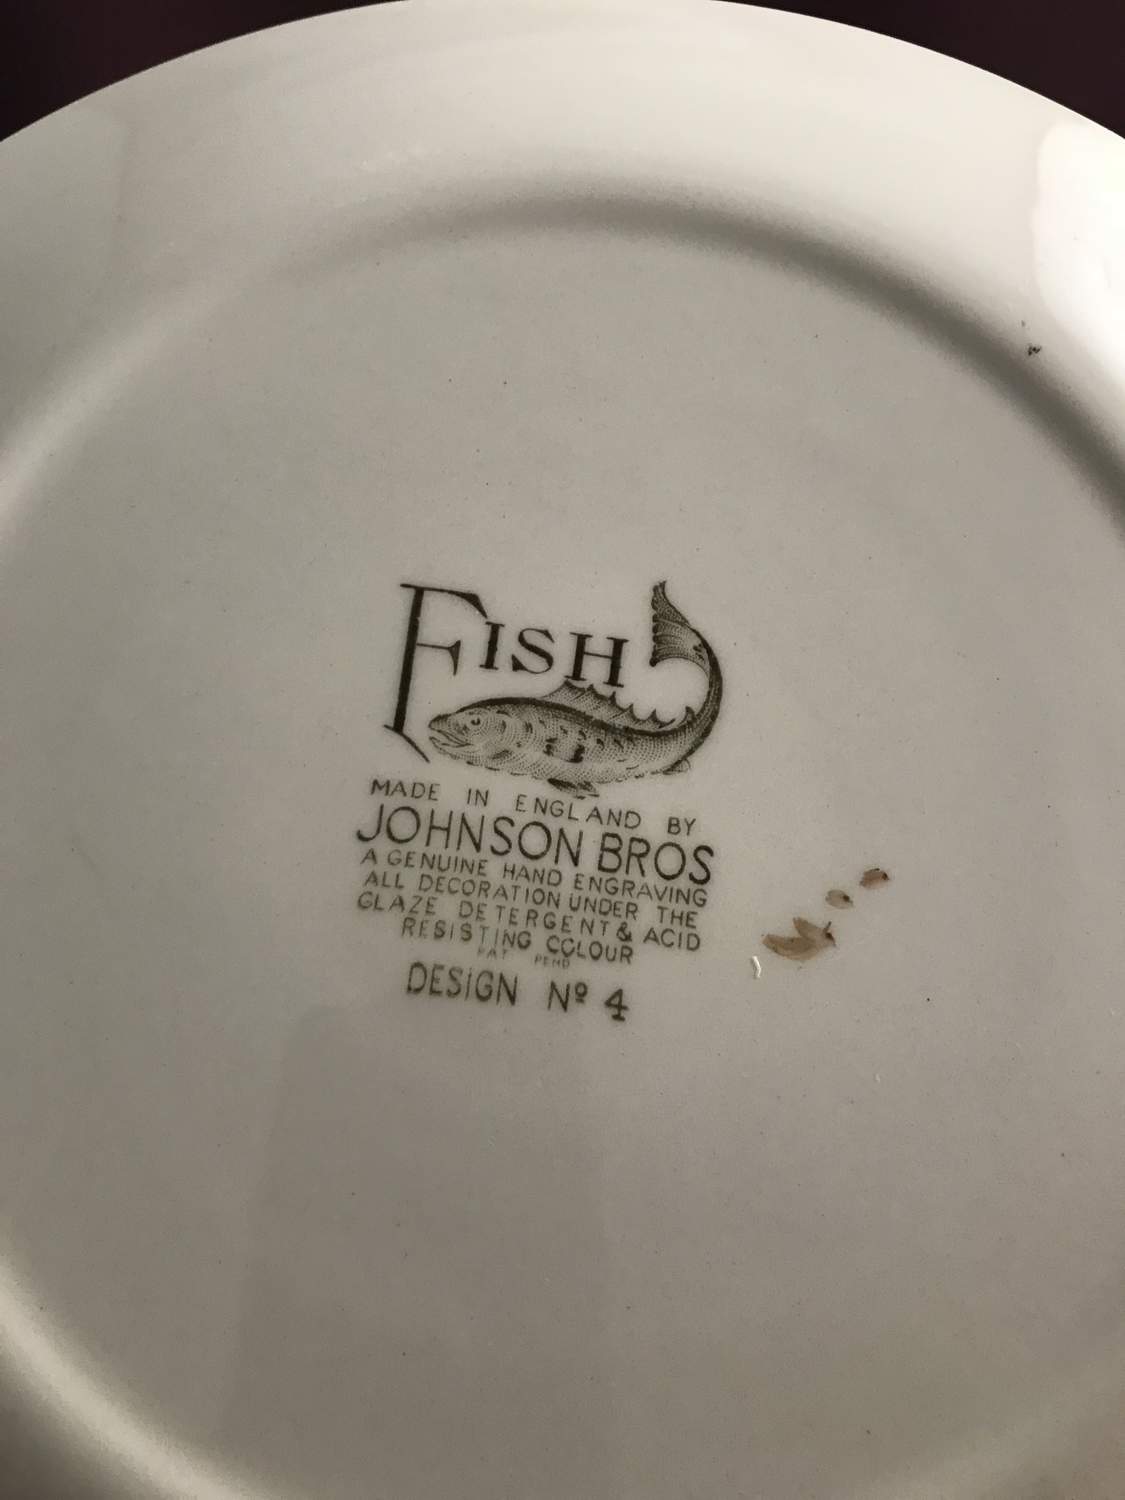 FISH
MADE IN ENGLAND BY
JOHNSON BROS
A GENUINE HAND ENGRAVING
ALL DECORATION UNDER THE
GLAZE DETERGENT & ACID
RESISTING COLOUR
PAT PEND
DESIGN Nº 4